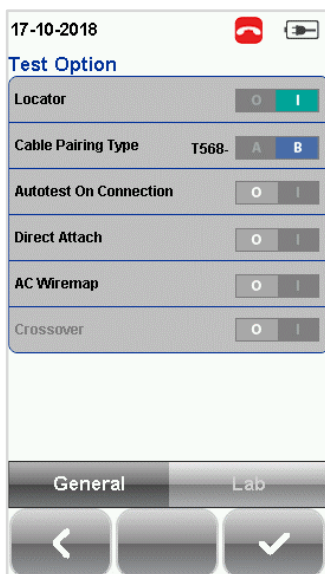 17-10-2018
Test Option
Locator O I
Cable Pairing Type T568- A B
Autotest On Connection O I
Direct Attach O I
AC Wiremap O I
Crossover O I
General Lab